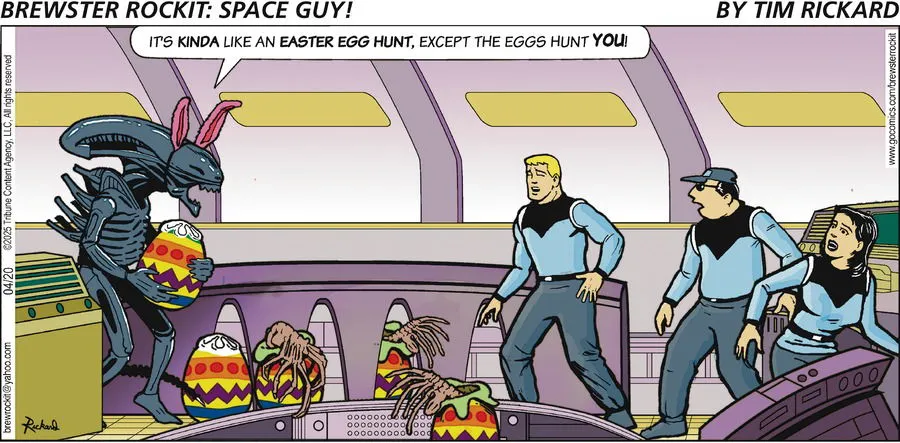 BREWSTER ROCKIT: SPACE GUY!
BY TIM RICKARD
IT'S KINDA LIKE AN EASTER EGG HUNT, EXCEPT THE EGGS HUNT YOU!
©2025 Tribune Content Agency, LLC, All rights reserved
04/20
brewrockit@yahoo.com
www.gocomics.com/brewsterrockit
Rickard